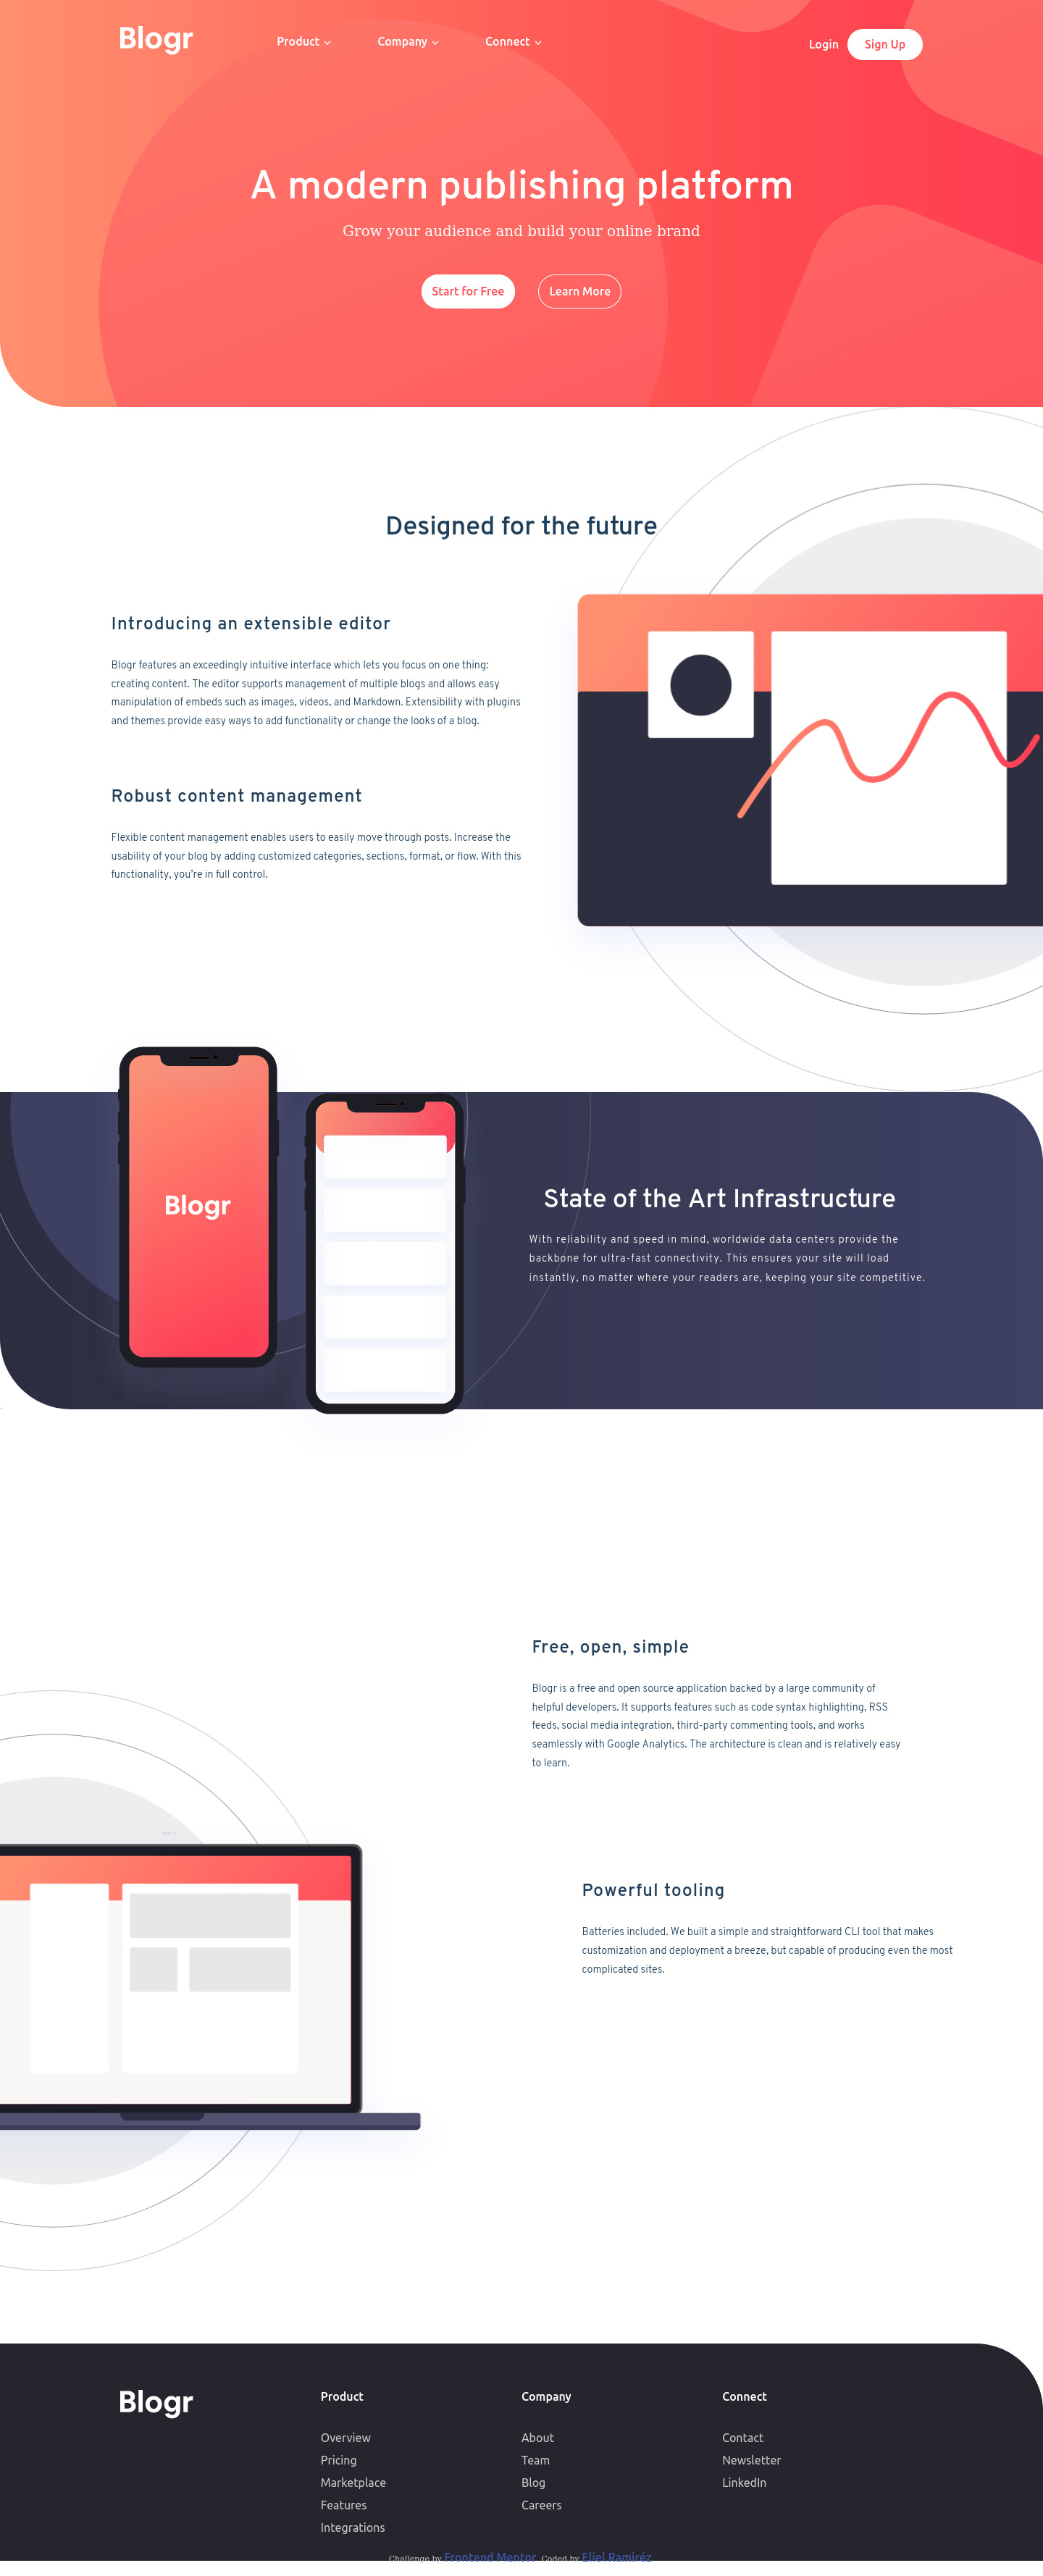 Blogr
Product
Company
Connect
Login
Sign Up
A modern publishing platform
Grow your audience and build your online brand
Start for Free
Learn More
Designed for the future
Introducing an extensible editor
Blogr features an exceedingly intuitive interface which lets you focus on one thing:
creating content. The editor supports management of multiple blogs and allows easy
manipulation of embeds such as images, videos, and Markdown. Extensibility with plugins
and themes provide easy ways to add functionality or change the looks of a blog.
Robust content management
Flexible content management enables users to easily move through posts. Increase the
usability of your blog by adding customized categories, sections, format, or flow. With this
functionality, you're in full control.
Blogr
State of the Art Infrastructure
With reliability and speed in mind, worldwide data centers provide the
backbone for ultra-fast connectivity. This ensures your site will load
instantly, no matter where your readers are, keeping your site competitive.
Free, open, simple
Blogr is a free and open source application backed by a large community of
helpful developers. It supports features such as code syntax highlighting, RSS
feeds, social media integration, third-party commenting tools, and works
seamlessly with Google Analytics. The architecture is clean and is relatively easy
to learn.
Powerful tooling
Batteries included. We built a simple and straightforward CLI tool that makes
customization and deployment a breeze, but capable of producing even the most
complicated sites.
Blogr
Product
Overview
Pricing
Marketplace
Features
Integrations
Company
About
Team
Blog
Careers
Connect
Contact
Newsletter
LinkedIn
Challenge by Frontend Mentor. Coded by Eliel Ramiréz.